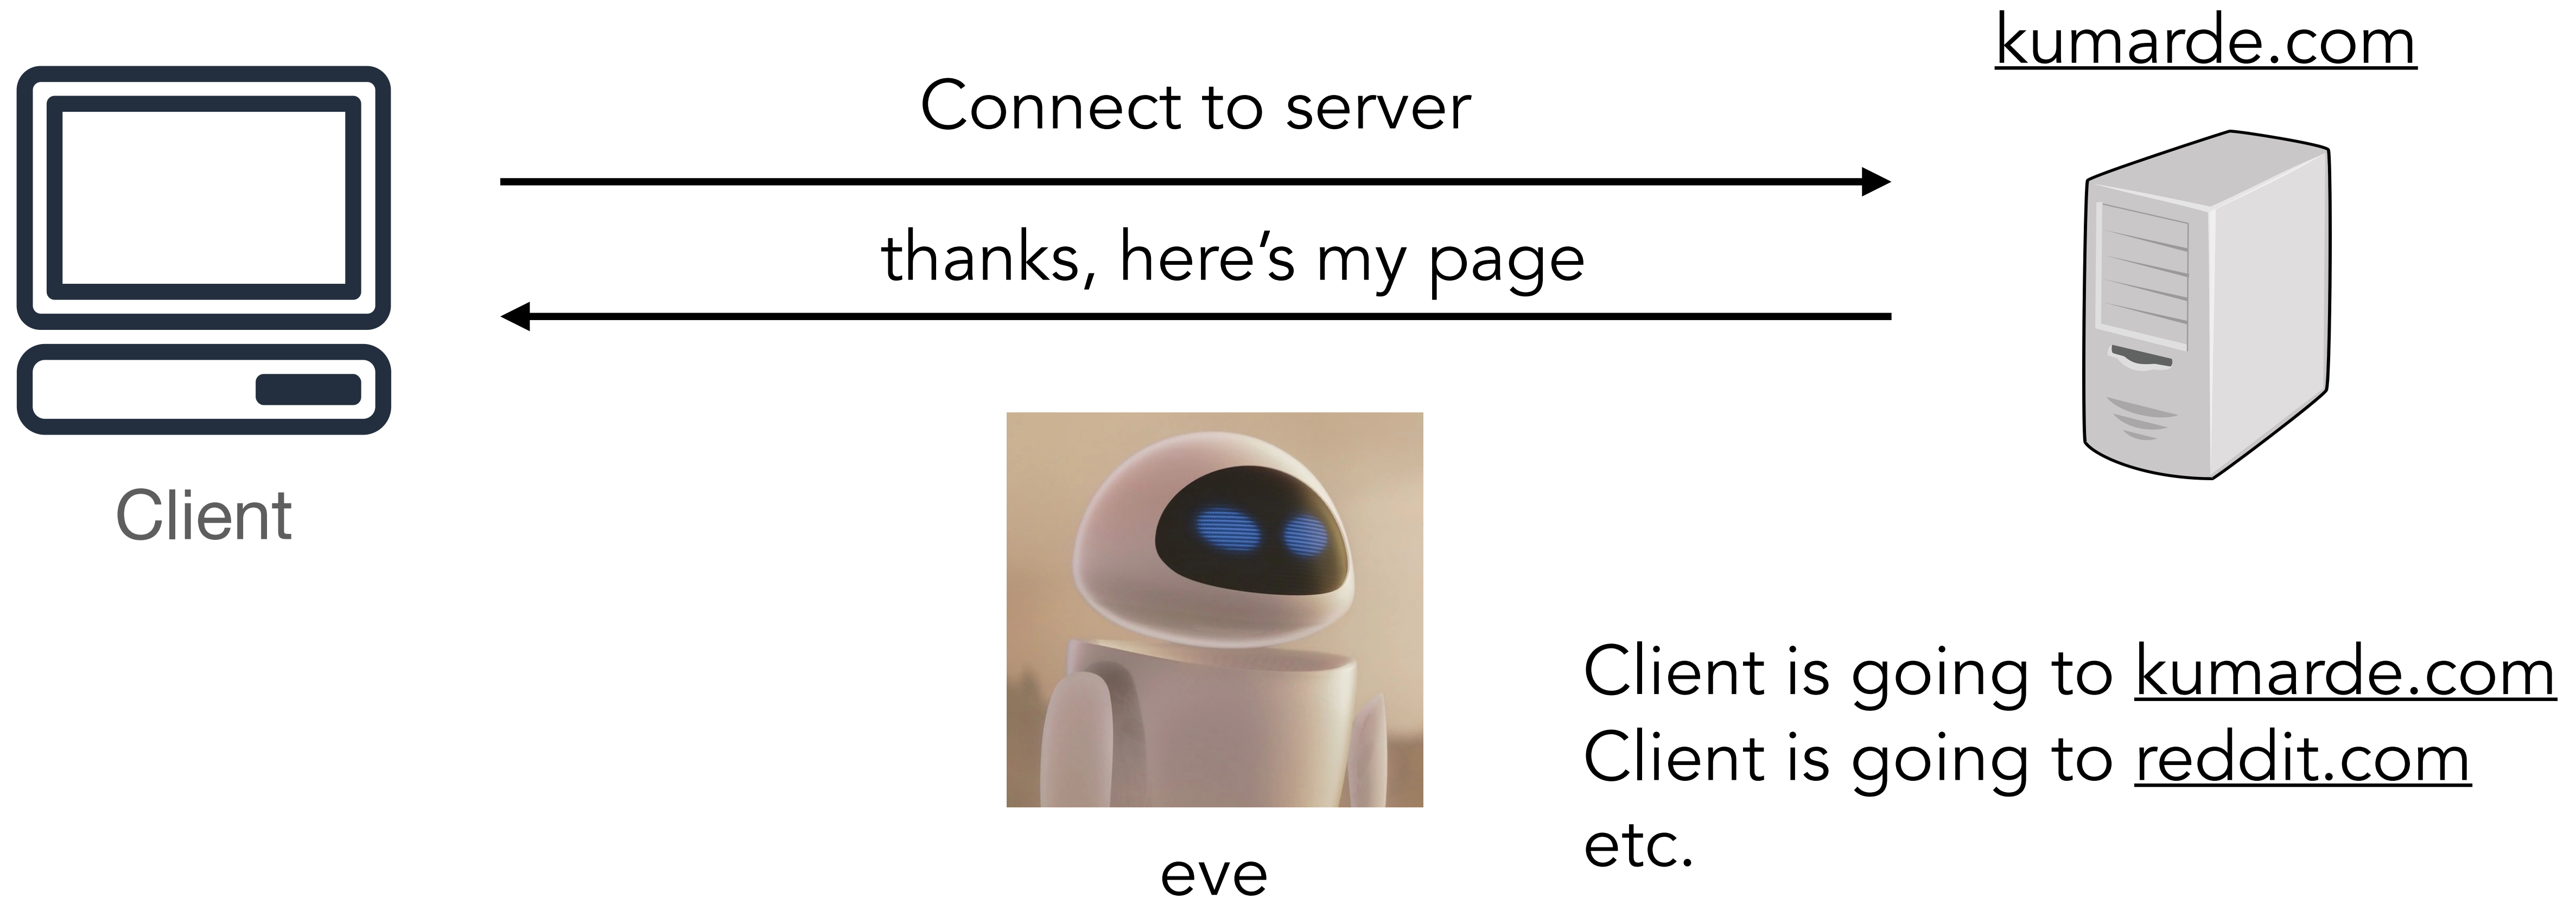 kumarde.com
Connect to server
thanks, here’s my page
Client
Client is going to kumarde.com
Client is going to reddit.com
etc.
eve